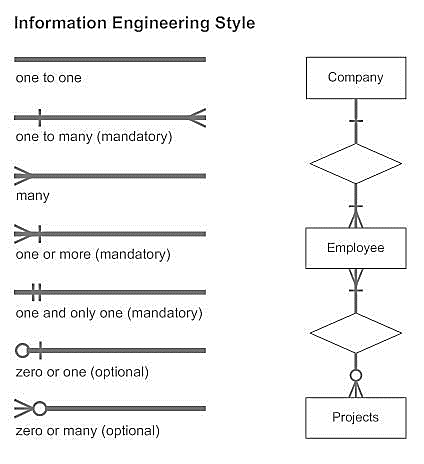 Information Engineering Style
one to one
one to many (mandatory)
many
one or more (mandatory)
one and only one (mandatory)
zero or one (optional)
zero or many (optional)
Company
Employee
Projects